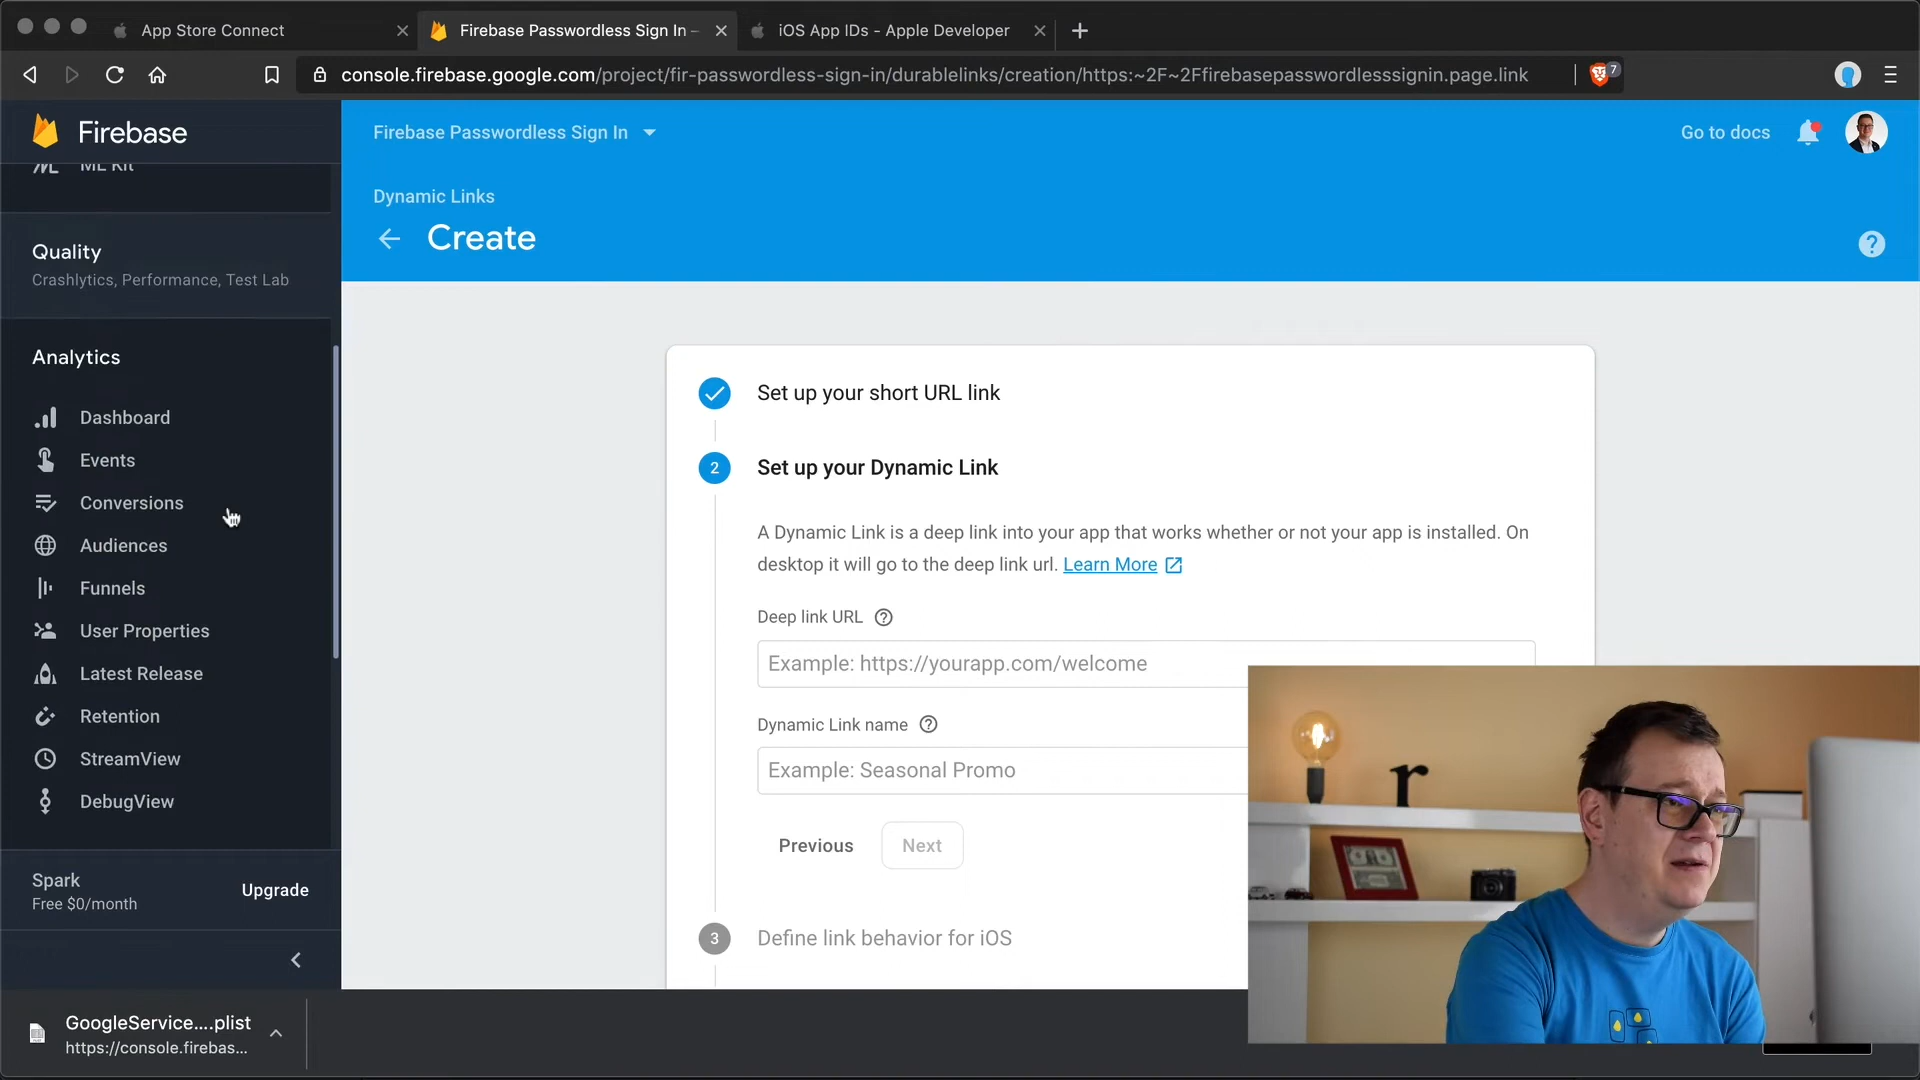 App Store Connect
Firebase Passwordless Sign In –
iOS App IDs - Apple Developer
console.firebase.google.com/project/fir-passwordless-sign-in/durablelinks/creation/https:~2F~2Ffirebasepasswordlesssignin.page.link
7
Firebase
Firebase Passwordless Sign In
Go to docs
ML Kit
Dynamic Links
Create
Quality
Crashlytics, Performance, Test Lab
Analytics
Dashboard
Events
Conversions
Audiences
Funnels
User Properties
Latest Release
Retention
StreamView
DebugView
Spark
Free $0/month
Upgrade
Set up your short URL link
2
Set up your Dynamic Link
A Dynamic Link is a deep link into your app that works whether or not your app is installed. On
desktop it will go to the deep link url. Learn More
Deep link URL
Example: https://yourapp.com/welcome
Dynamic Link name
Example: Seasonal Promo
Previous
Next
3
Define link behavior for iOS
GoogleService....plist
https://console.firebas...
r